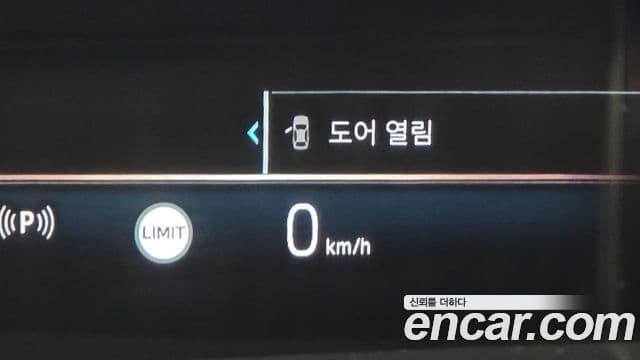 도어 열림
P
LIMIT
0 km/h
신뢰를 더하다
encar.com